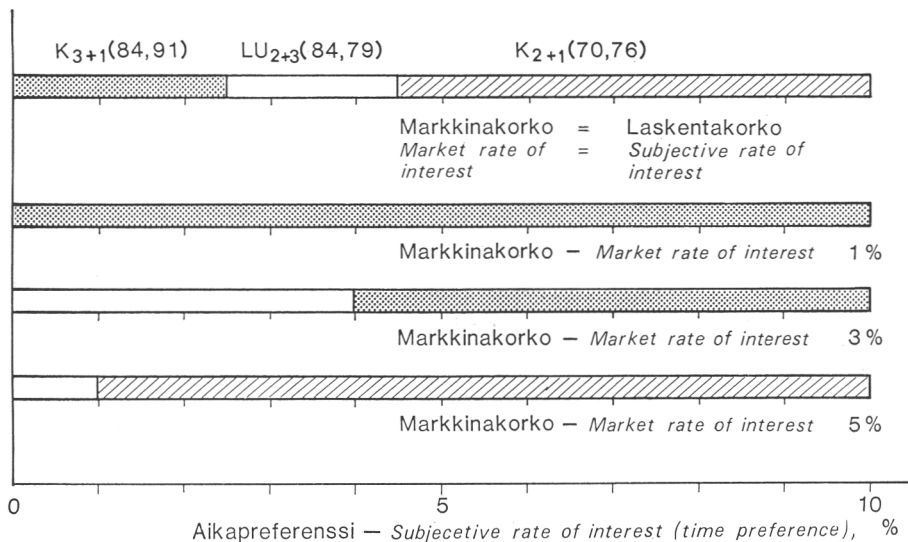 K3+1(84,91) LU2+3(84,79) K2+1(70,76)
Markkinakorko = Laskentakorko
Market rate of = Subjective rate of
interest interest
Markkinakorko – Market rate of interest 1 %
Markkinakorko – Market rate of interest 3 %
Markkinakorko – Market rate of interest 5 %
0 5 10
Aikapreferenssi – Subjecetive rate of interest (time preference), %